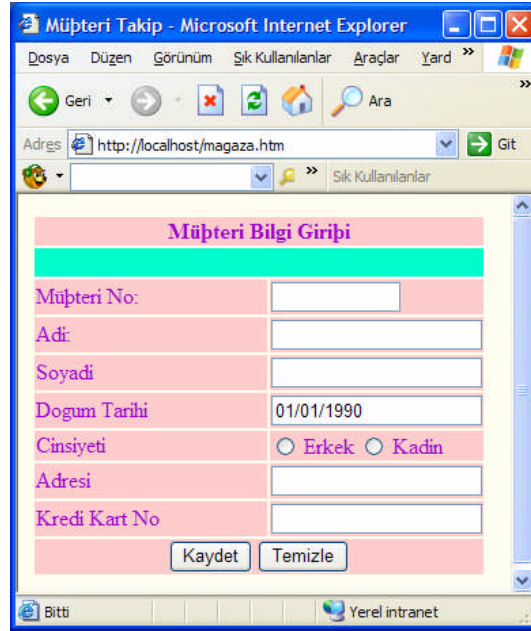 Müþteri Takip - Microsoft Internet Explorer
Dosya Düzen Görünüm Sık Kullanılanlar Araçlar Yard »
Geri Ara »
Adres http://localhost/magaza.htm Git
» Sık Kullanılanlar
Müþteri Bilgi Giriþi
Müþteri No:
Adi:
Soyadi
Dogum Tarihi 01/01/1990
Cinsiyeti Erkek Kadin
Adresi
Kredi Kart No
Kaydet Temizle
Bitti Yerel intranet